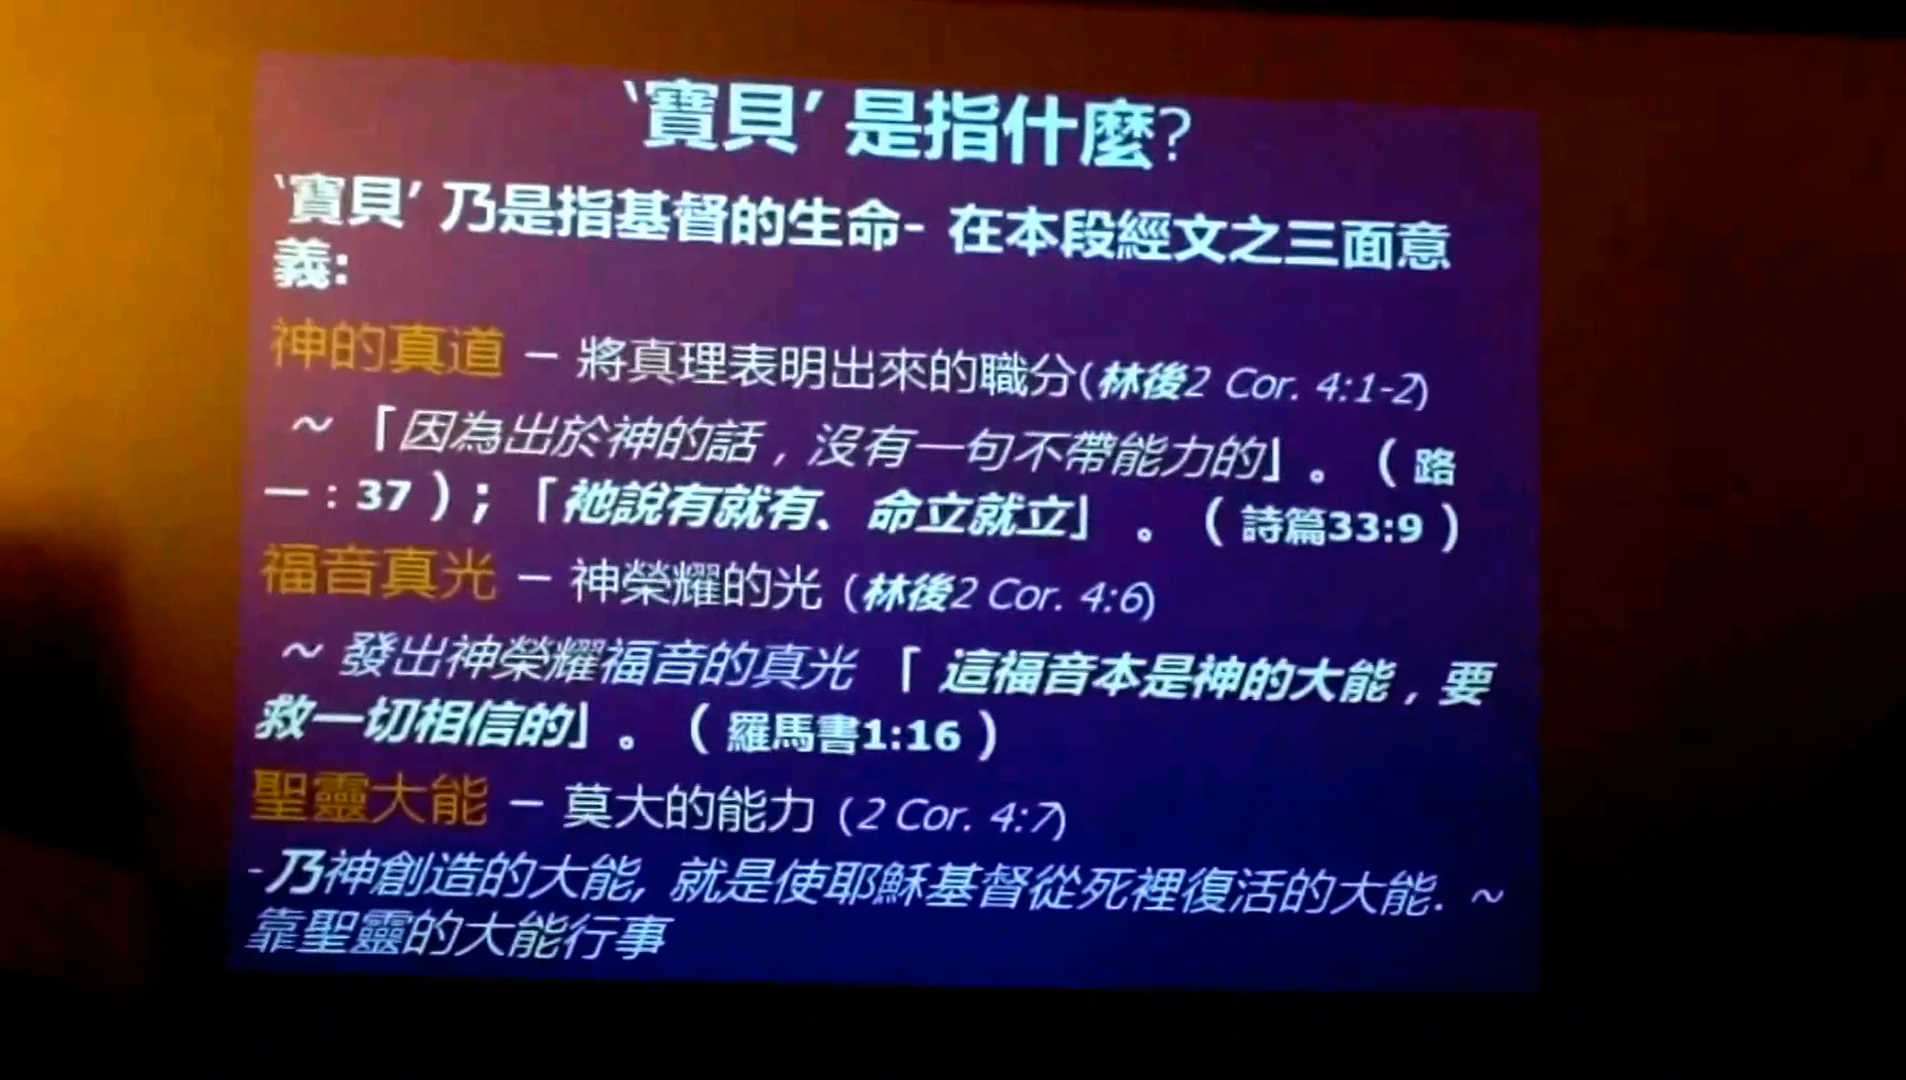 ‘寶貝’ 是指什麼?
‘寶貝’ 乃是指基督的生命- 在本段經文之三面意
義:
神的真道 – 將真理表明出來的職分(林後2 Cor. 4:1-2)
~ 「因為出於神的話，沒有一句不帶能力的」。（路
一：37）；「祂說有就有、命立就立」 。（詩篇33:9）
福音真光 – 神榮耀的光 (林後2 Cor. 4:6)
~ 發出神榮耀福音的真光 「 這福音本是神的大能，要
救一切相信的」。（羅馬書1:16）
聖靈大能 – 莫大的能力 (2 Cor. 4:7)
-乃神創造的大能, 就是使耶穌基督從死裡復活的大能. ~
靠聖靈的大能行事